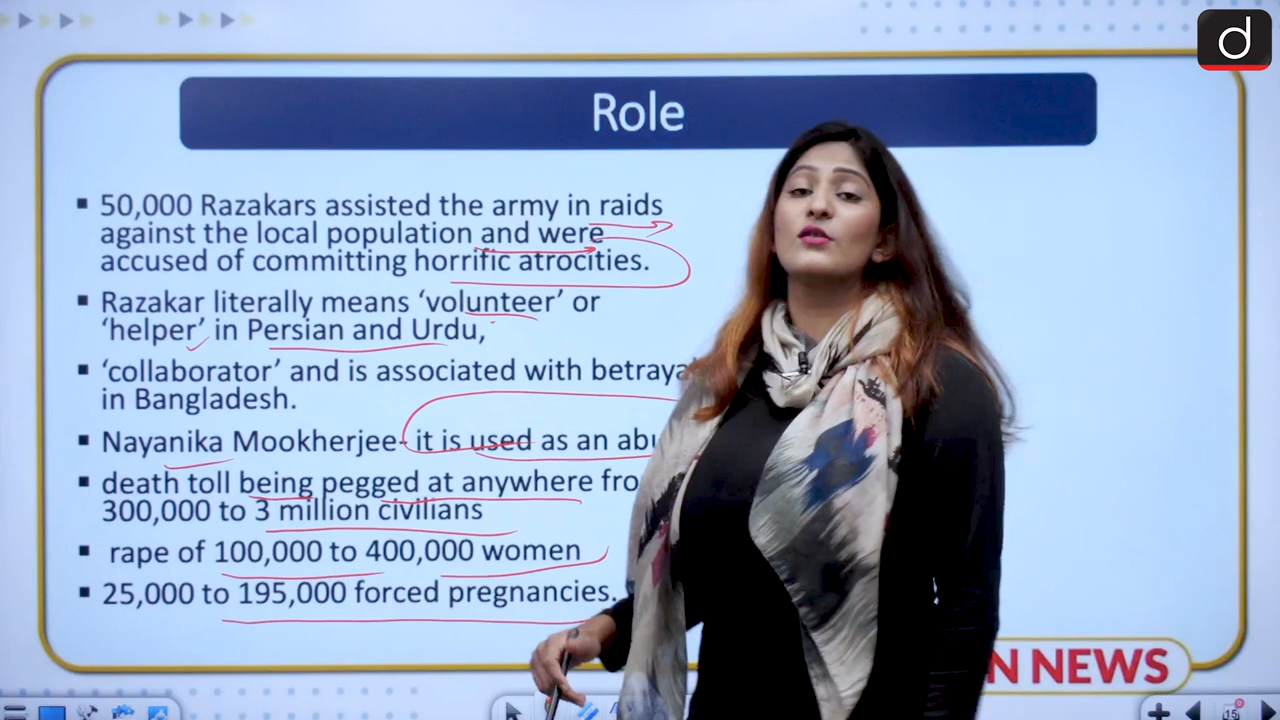 d
Role
50,000 Razakars assisted the army in raids
against the local population and were
accused of committing horrific atrocities.
Razakar literally means ‘volunteer’ or
‘helper’ in Persian and Urdu,
‘collaborator’ and is associated with
in Bangladesh.
Nayanika Mookherjee- it is used as an
death toll being pegged at anywhere
300,000 to 3 million civilians
rape of 100,000 to 400,000 women
25,000 to 195,000 forced pregnancies.
NEWS
15